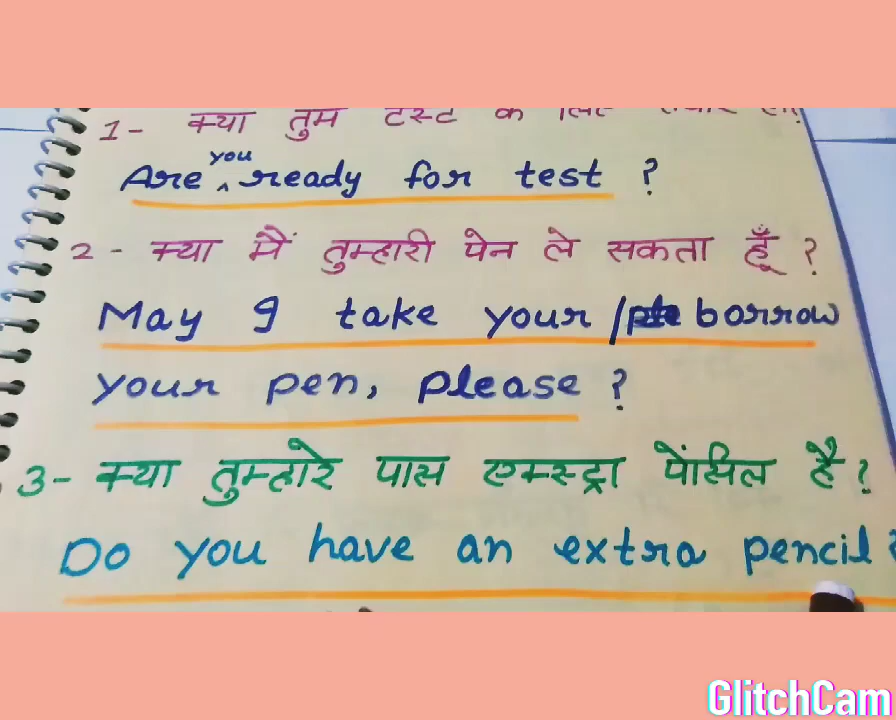 1- क्या तुम टेस्ट के लिए तैयार हो?
you
Are ^ ready for test ?
2 - क्या मैं तुम्हारी पेन ले सकता हूँ ?
May I take your / borrow
your pen, please ?
3- क्या तुम्हारे पास एक्स्ट्रा पेंसिल है ?
Do you have an extra pencil?
GlitchCam